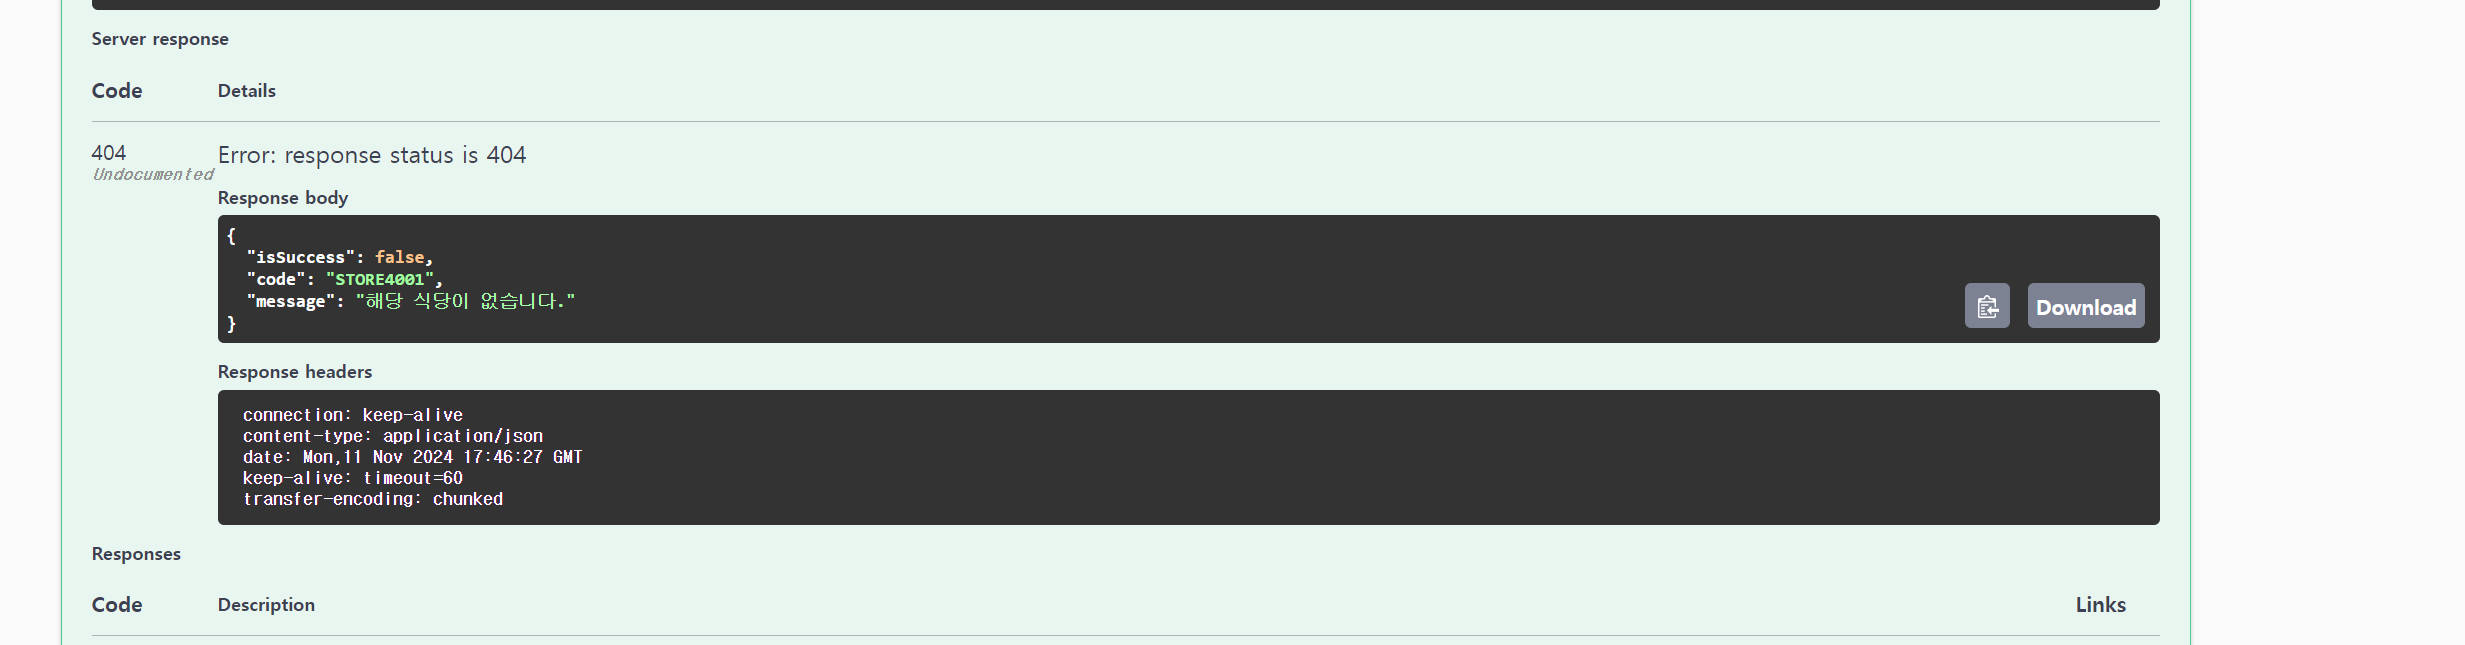 Server response
Code Details
404 Error: response status is 404
Undocumented
Response body
{
  "isSuccess": false,
  "code": "STORE4001",
  "message": "해당 식당이 없습니다."
}
Download
Response headers
connection: keep-alive
content-type: application/json
date: Mon,11 Nov 2024 17:46:27 GMT
keep-alive: timeout=60
transfer-encoding: chunked
Responses
Code Description Links